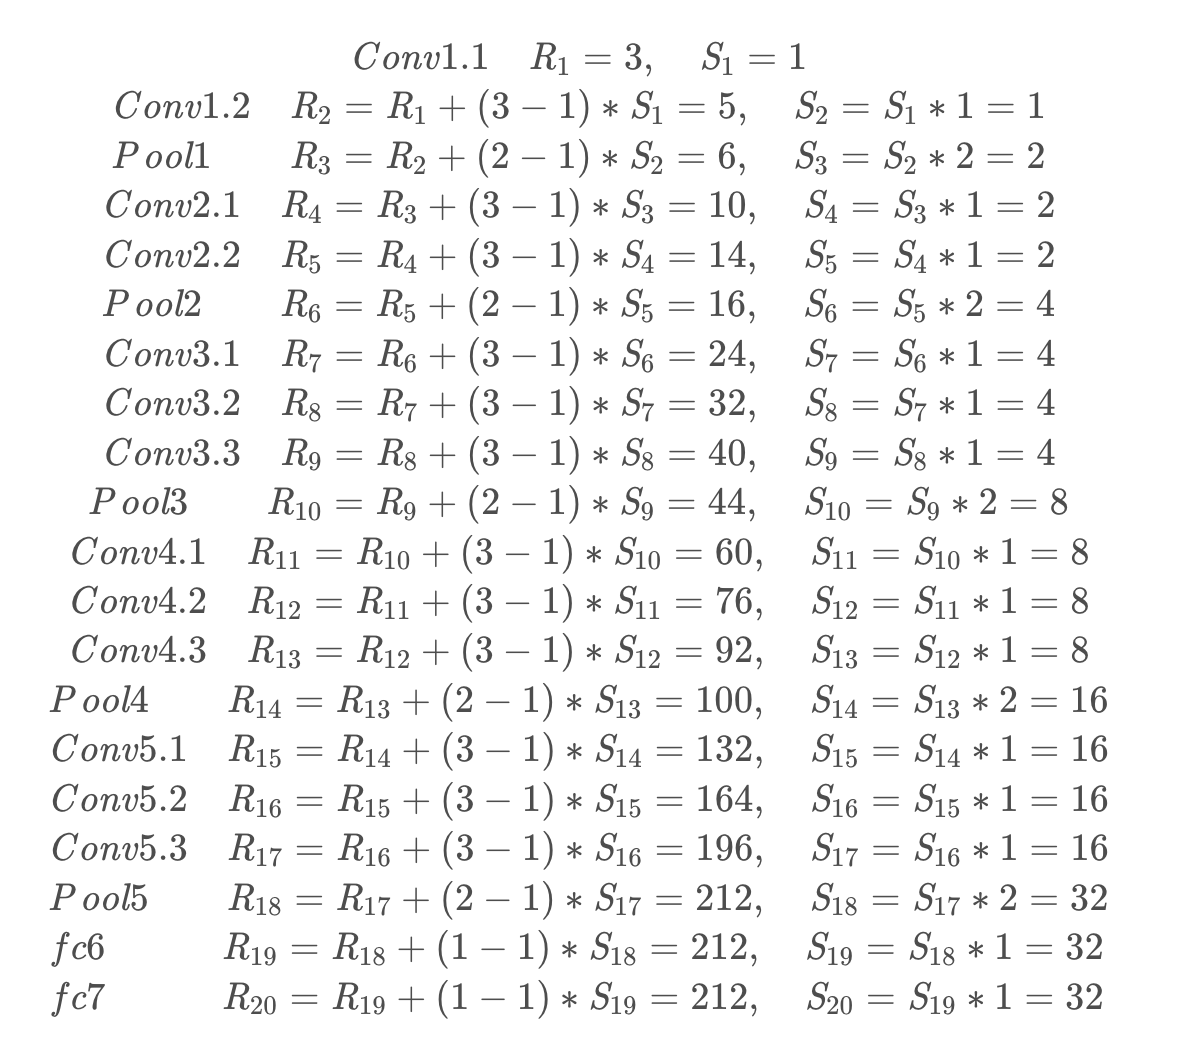 Conv1.1 R₁ = 3, S₁ = 1
Conv1.2 R₂ = R₁ + (3 − 1) ∗ S₁ = 5, S₂ = S₁ ∗ 1 = 1
Pool1 R₃ = R₂ + (2 − 1) ∗ S₂ = 6, S₃ = S₂ ∗ 2 = 2
Conv2.1 R₄ = R₃ + (3 − 1) ∗ S₃ = 10, S₄ = S₃ ∗ 1 = 2
Conv2.2 R₅ = R₄ + (3 − 1) ∗ S₄ = 14, S₅ = S₄ ∗ 1 = 2
Pool2 R₆ = R₅ + (2 − 1) ∗ S₅ = 16, S₆ = S₅ ∗ 2 = 4
Conv3.1 R₇ = R₆ + (3 − 1) ∗ S₆ = 24, S₇ = S₆ ∗ 1 = 4
Conv3.2 R₈ = R₇ + (3 − 1) ∗ S₇ = 32, S₈ = S₇ ∗ 1 = 4
Conv3.3 R₉ = R₈ + (3 − 1) ∗ S₈ = 40, S₉ = S₈ ∗ 1 = 4
Pool3 R₁₀ = R₉ + (2 − 1) ∗ S₉ = 44, S₁₀ = S₉ ∗ 2 = 8
Conv4.1 R₁₁ = R₁₀ + (3 − 1) ∗ S₁₀ = 60, S₁₁ = S₁₀ ∗ 1 = 8
Conv4.2 R₁₂ = R₁₁ + (3 − 1) ∗ S₁₁ = 76, S₁₂ = S₁₁ ∗ 1 = 8
Conv4.3 R₁₃ = R₁₂ + (3 − 1) ∗ S₁₂ = 92, S₁₃ = S₁₂ ∗ 1 = 8
Pool4 R₁₄ = R₁₃ + (2 − 1) ∗ S₁₃ = 100, S₁₄ = S₁₃ ∗ 2 = 16
Conv5.1 R₁₅ = R₁₄ + (3 − 1) ∗ S₁₄ = 132, S₁₅ = S₁₄ ∗ 1 = 16
Conv5.2 R₁₆ = R₁₅ + (3 − 1) ∗ S₁₅ = 164, S₁₆ = S₁₅ ∗ 1 = 16
Conv5.3 R₁₇ = R₁₆ + (3 − 1) ∗ S₁₆ = 196, S₁₇ = S₁₆ ∗ 1 = 16
Pool5 R₁₈ = R₁₇ + (2 − 1) ∗ S₁₇ = 212, S₁₈ = S₁₇ ∗ 2 = 32
fc6 R₁₉ = R₁₈ + (1 − 1) ∗ S₁₈ = 212, S₁₉ = S₁₈ ∗ 1 = 32
fc7 R₂₀ = R₁₉ + (1 − 1) ∗ S₁₉ = 212, S₂₀ = S₁₉ ∗ 1 = 32